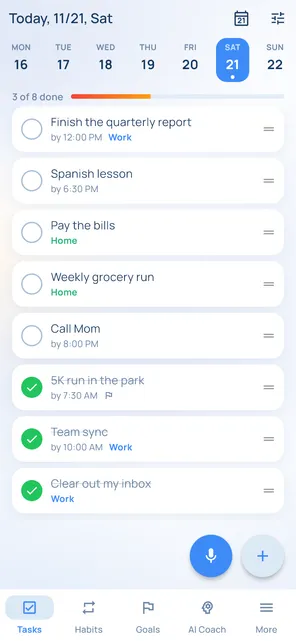 Today, 11/21, Sat
21
MON TUE WED THU FRI SAT SUN
16 17 18 19 20 21 22
3 of 8 done
Finish the quarterly report
by 12:00 PM Work
Spanish lesson
by 6:30 PM
Pay the bills
Home
Weekly grocery run
Home
Call Mom
by 8:00 PM
5K run in the park
by 7:30 AM
Team sync
by 10:00 AM Work
Clear out my inbox
Work
Tasks Habits Goals AI Coach More